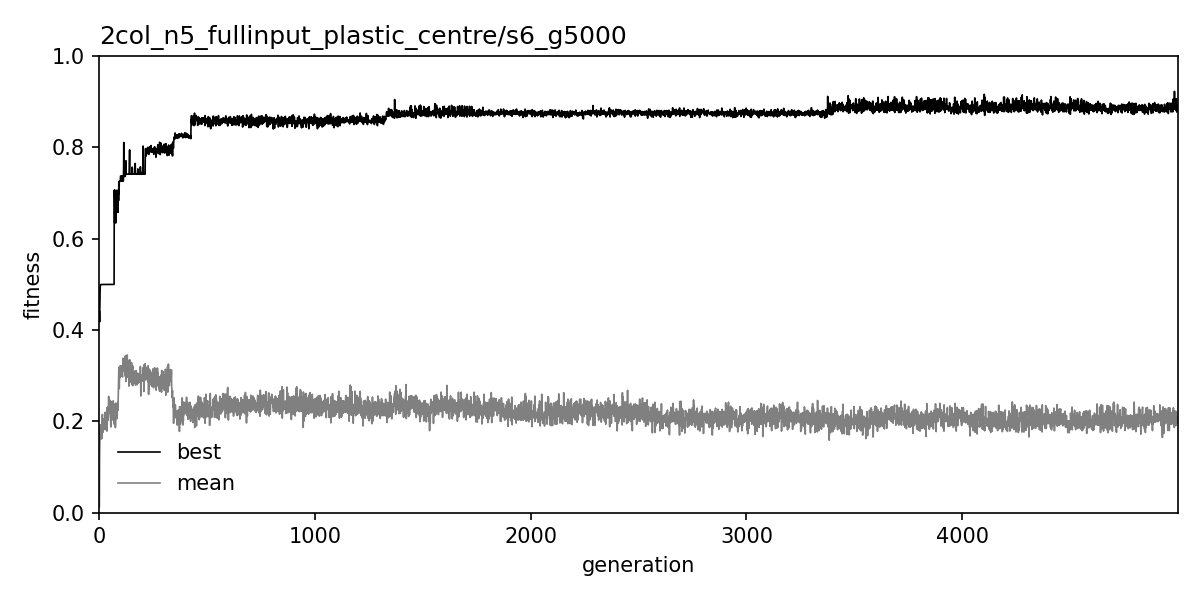 2col_n5_fullinput_plastic_centre/s6_g5000
1.0
0.8
0.6
0.4
0.2
0.0
fitness
best
mean
0 1000 2000 3000 4000
generation